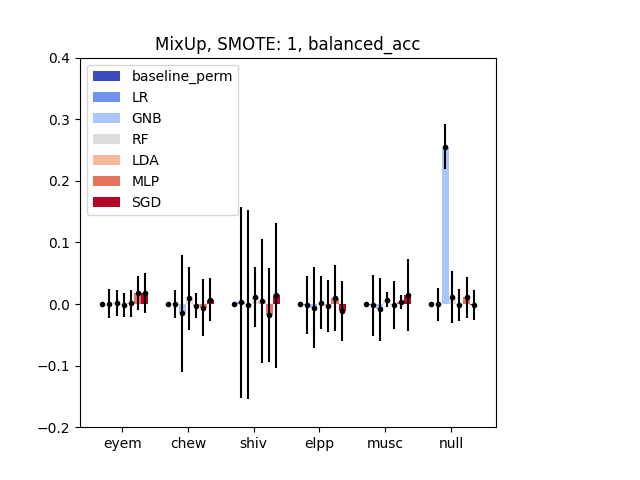 MixUp, SMOTE: 1, balanced_acc
0.4
0.3
0.2
0.1
0.0
−0.1
−0.2
baseline_perm
LR
GNB
RF
LDA
MLP
SGD
eyem chew shiv elpp musc null